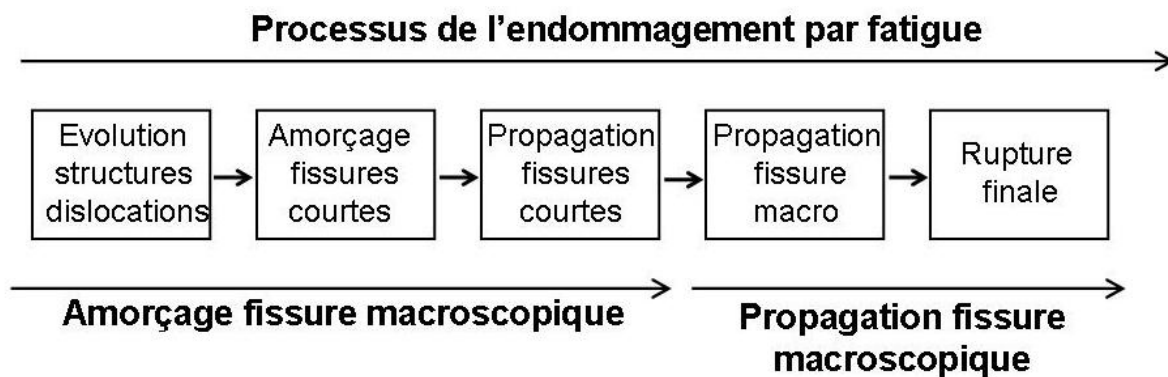 Processus de l'endommagement par fatigue
Evolution
structures
dislocations
Amorçage
fissures
courtes
Propagation
fissures
courtes
Propagation
fissure
macro
Rupture
finale
Amorçage fissure macroscopique
Propagation fissure
macroscopique